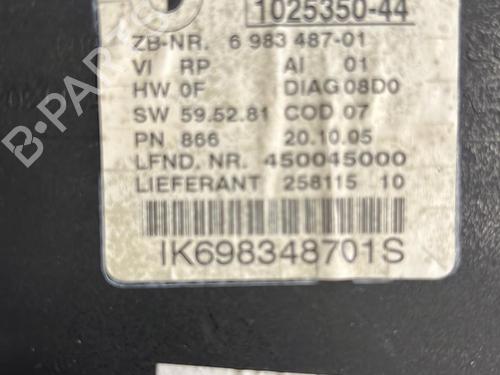 1025350-44
ZB-NR. 6 983 487-01
VI RP AI 01
HW 0F DIAG 08D0
SW 59.52.81 COD 07
PN 866 20.10.05
LFND. NR. 450045000
LIEFERANT 258115 10
IK698348701S